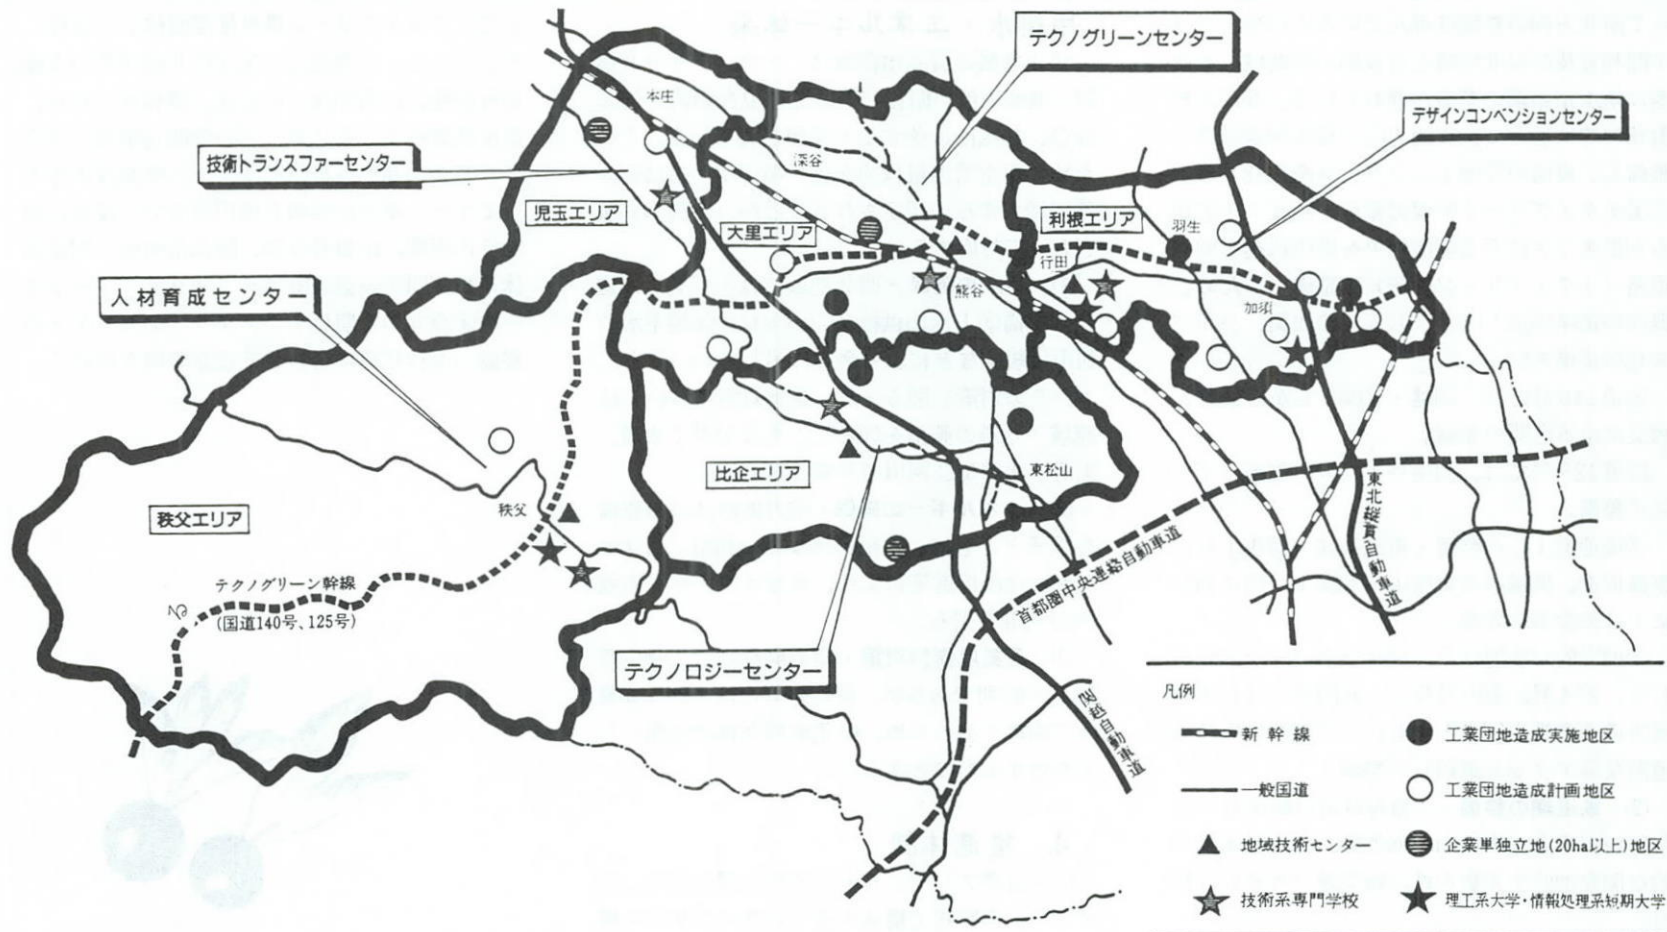 テクノグリーンセンター
デザインコンベンションセンター
本庄
技術トランスファーセンター
深谷
児玉エリア
大里エリア
利根エリア
羽生
行田
熊谷
加須
人材育成センター
比企エリア
東松山
秩父エリア
秩父
テクノグリーン幹線
(国道140号、125号)
東北縦貫自動車道
首都圏中央連絡自動車道
テクノロジーセンター
関越自動車道
凡例
新幹線
工業団地造成実施地区
一般国道
工業団地造成計画地区
地域技術センター
企業単独立地(20ha以上)地区
技術系専門学校
理工系大学・情報処理系短期大学